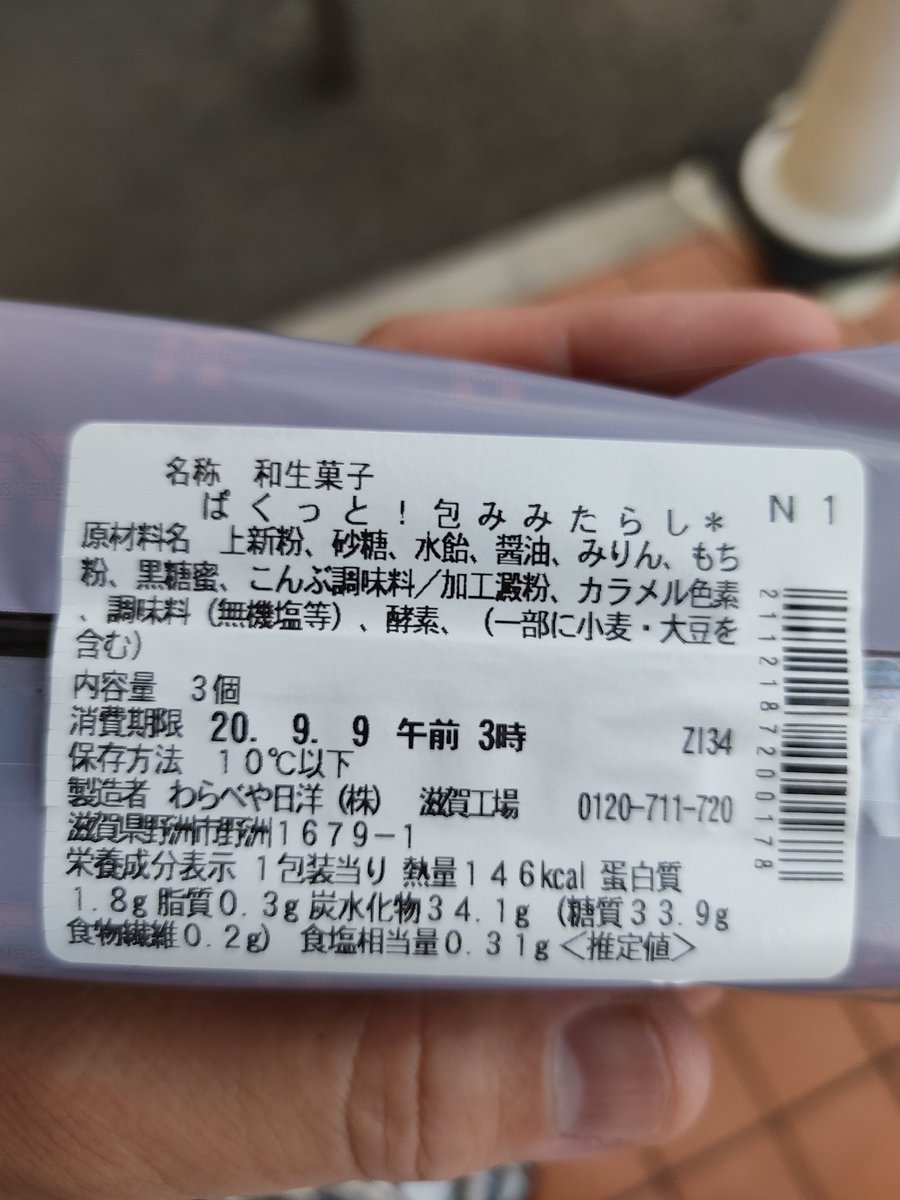 名称 和生菓子
ぱくっと!包みみたらし* N1
原材料名 上新粉、砂糖、水飴、醤油、みりん、もち
粉、黒糖蜜、こんぶ調味料/加工澱粉、カラメル色素
、調味料(無機塩等)、酵素、(一部に小麦・大豆を
含む)
内容量 3個
消費期限 20. 9. 9 午前 3時 ZI34
保存方法 10℃以下
製造者 わらべや日洋(株) 滋賀工場 0120-711-720
滋賀県野洲市野洲1679-1
栄養成分表示 1包装当り 熱量146kcal 蛋白質
1.8g 脂質0.3g 炭水化物34.1g (糖質33.9g
食物繊維0.2g) 食塩相当量0.31g<推定値>
2112187200178